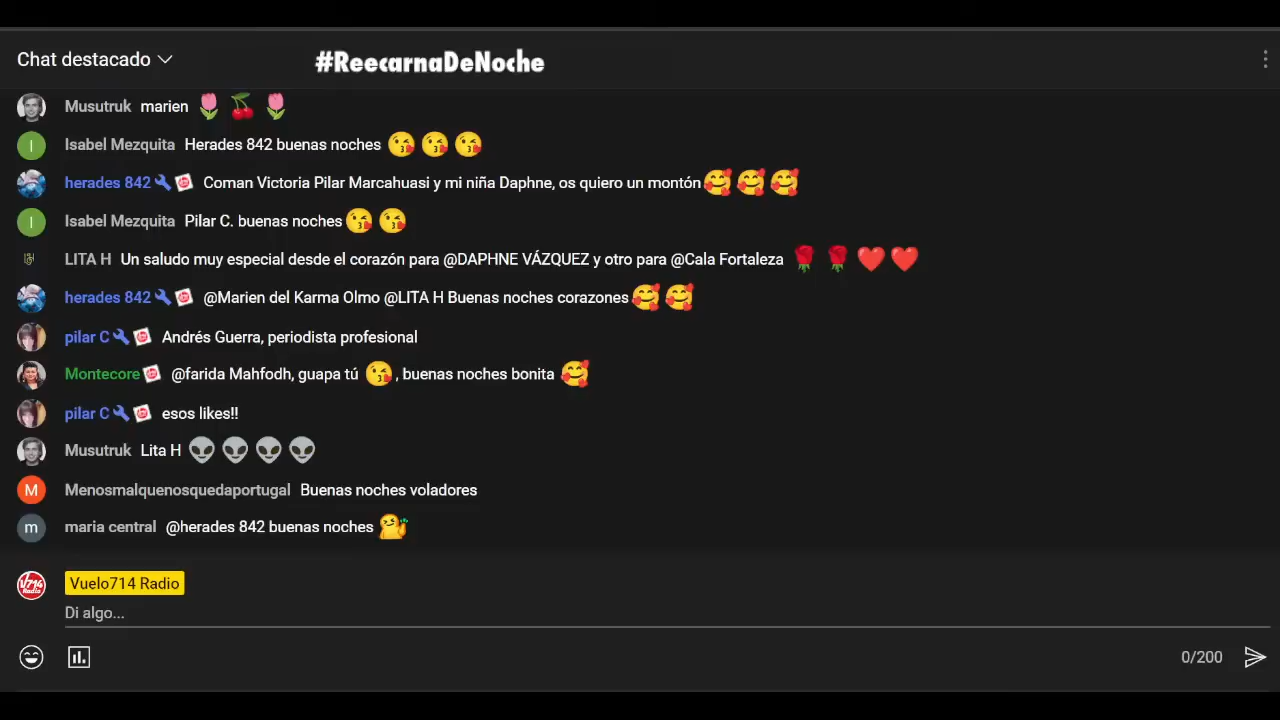 Chat destacado
#ReecarnaDeNoche
Musutruk marien 🌷 🍒 🌷
Isabel Mezquita Herades 842 buenas noches 😘 😘 😘
herades 842 Coman Victoria Pilar Marcahuasi y mi niña Daphne, os quiero un montón 🥰 🥰 🥰
Isabel Mezquita Pilar C. buenas noches 😘 😘
LITA H Un saludo muy especial desde el corazón para @DAPHNE VÁZQUEZ y otro para @Cala Fortaleza 🌹 🌹 ❤️ ❤️
herades 842 @Marien del Karma Olmo @LITA H Buenas noches corazones 🥰 🥰
pilar C Andrés Guerra, periodista profesional
Montecore @farida Mahfodh, guapa tú 😘 , buenas noches bonita 🥰
pilar C esos likes!!
Musutruk Lita H 👽 👽 👽 👽
M Menosmalquenosquedaportugal Buenas noches voladores
m maria central @herades 842 buenas noches
V714 Radio Vuelo714 Radio
Di algo...
0/200